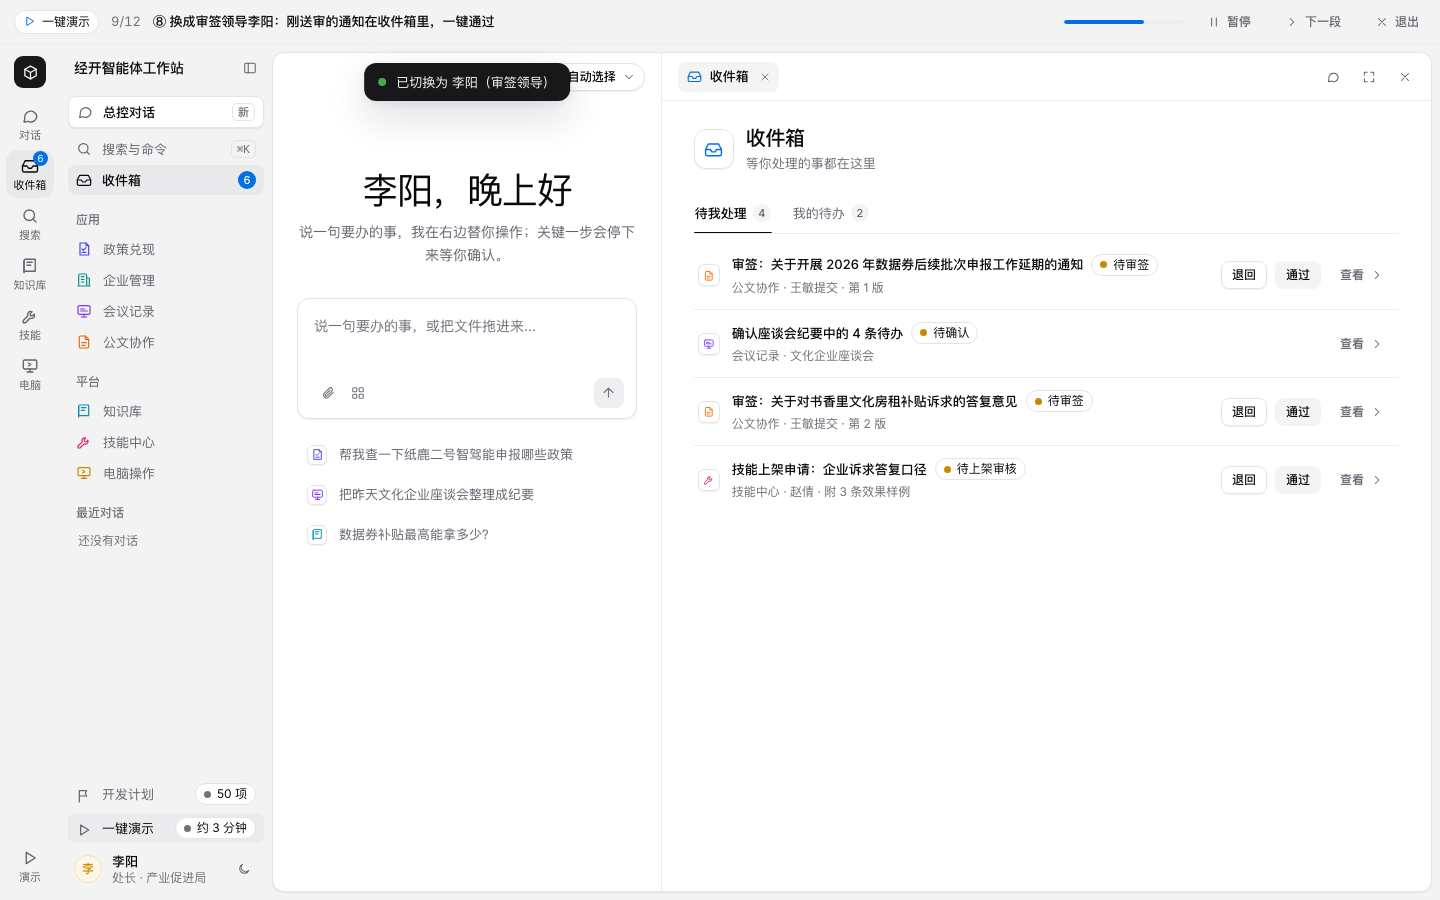 一键演示
9/12
⑧ 换成审签领导李阳：刚送审的通知在收件箱里，一键通过
暂停
下一段
退出
对话
6
收件箱
搜索
知识库
技能
电脑
演示
经开智能体工作站
总控对话 新
搜索与命令 ⌘K
收件箱 6
应用
政策兑现
企业管理
会议记录
公文协作
平台
知识库
技能中心
电脑操作
最近对话
还没有对话
开发计划 50 项
一键演示 约 3 分钟
李
李阳
处长 · 产业促进局
已切换为 李阳（审签领导）
自动选择
李阳，晚上好
说一句要办的事，我在右边替你操作；关键一步会停下
来等你确认。
说一句要办的事，或把文件拖进来...
帮我查一下纸鹿二号智驾能申报哪些政策
把昨天文化企业座谈会整理成纪要
数据券补贴最高能拿多少？
收件箱
收件箱
等你处理的事都在这里
待我处理 4
我的待办 2
审签：关于开展 2026 年数据券后续批次申报工作延期的通知 待审签
公文协作 · 王敏提交 · 第 1 版
退回 通过 查看
确认座谈会纪要中的 4 条待办 待确认
会议记录 · 文化企业座谈会
查看
审签：关于对书香里文化房租补贴诉求的答复意见 待审签
公文协作 · 王敏提交 · 第 2 版
退回 通过 查看
技能上架申请：企业诉求答复口径 待上架审核
技能中心 · 赵倩 · 附 3 条效果样例
退回 通过 查看